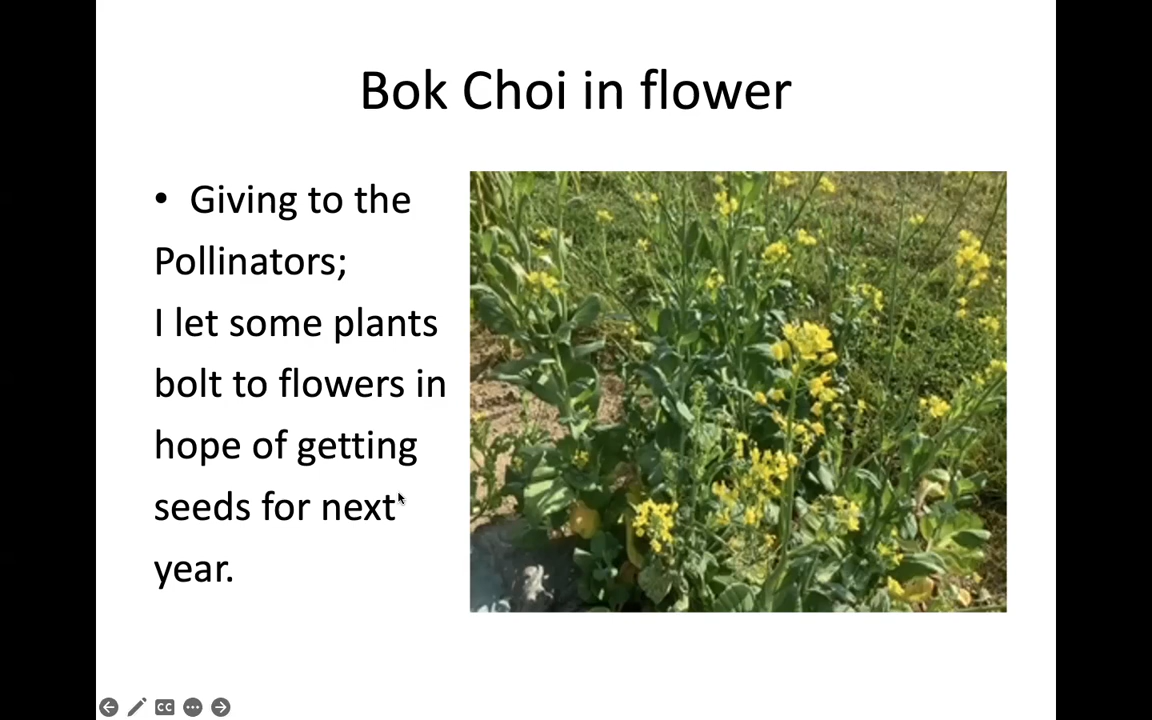 Bok Choi in flower
• Giving to the
Pollinators;
I let some plants
bolt to flowers in
hope of getting
seeds for next
year.
CC